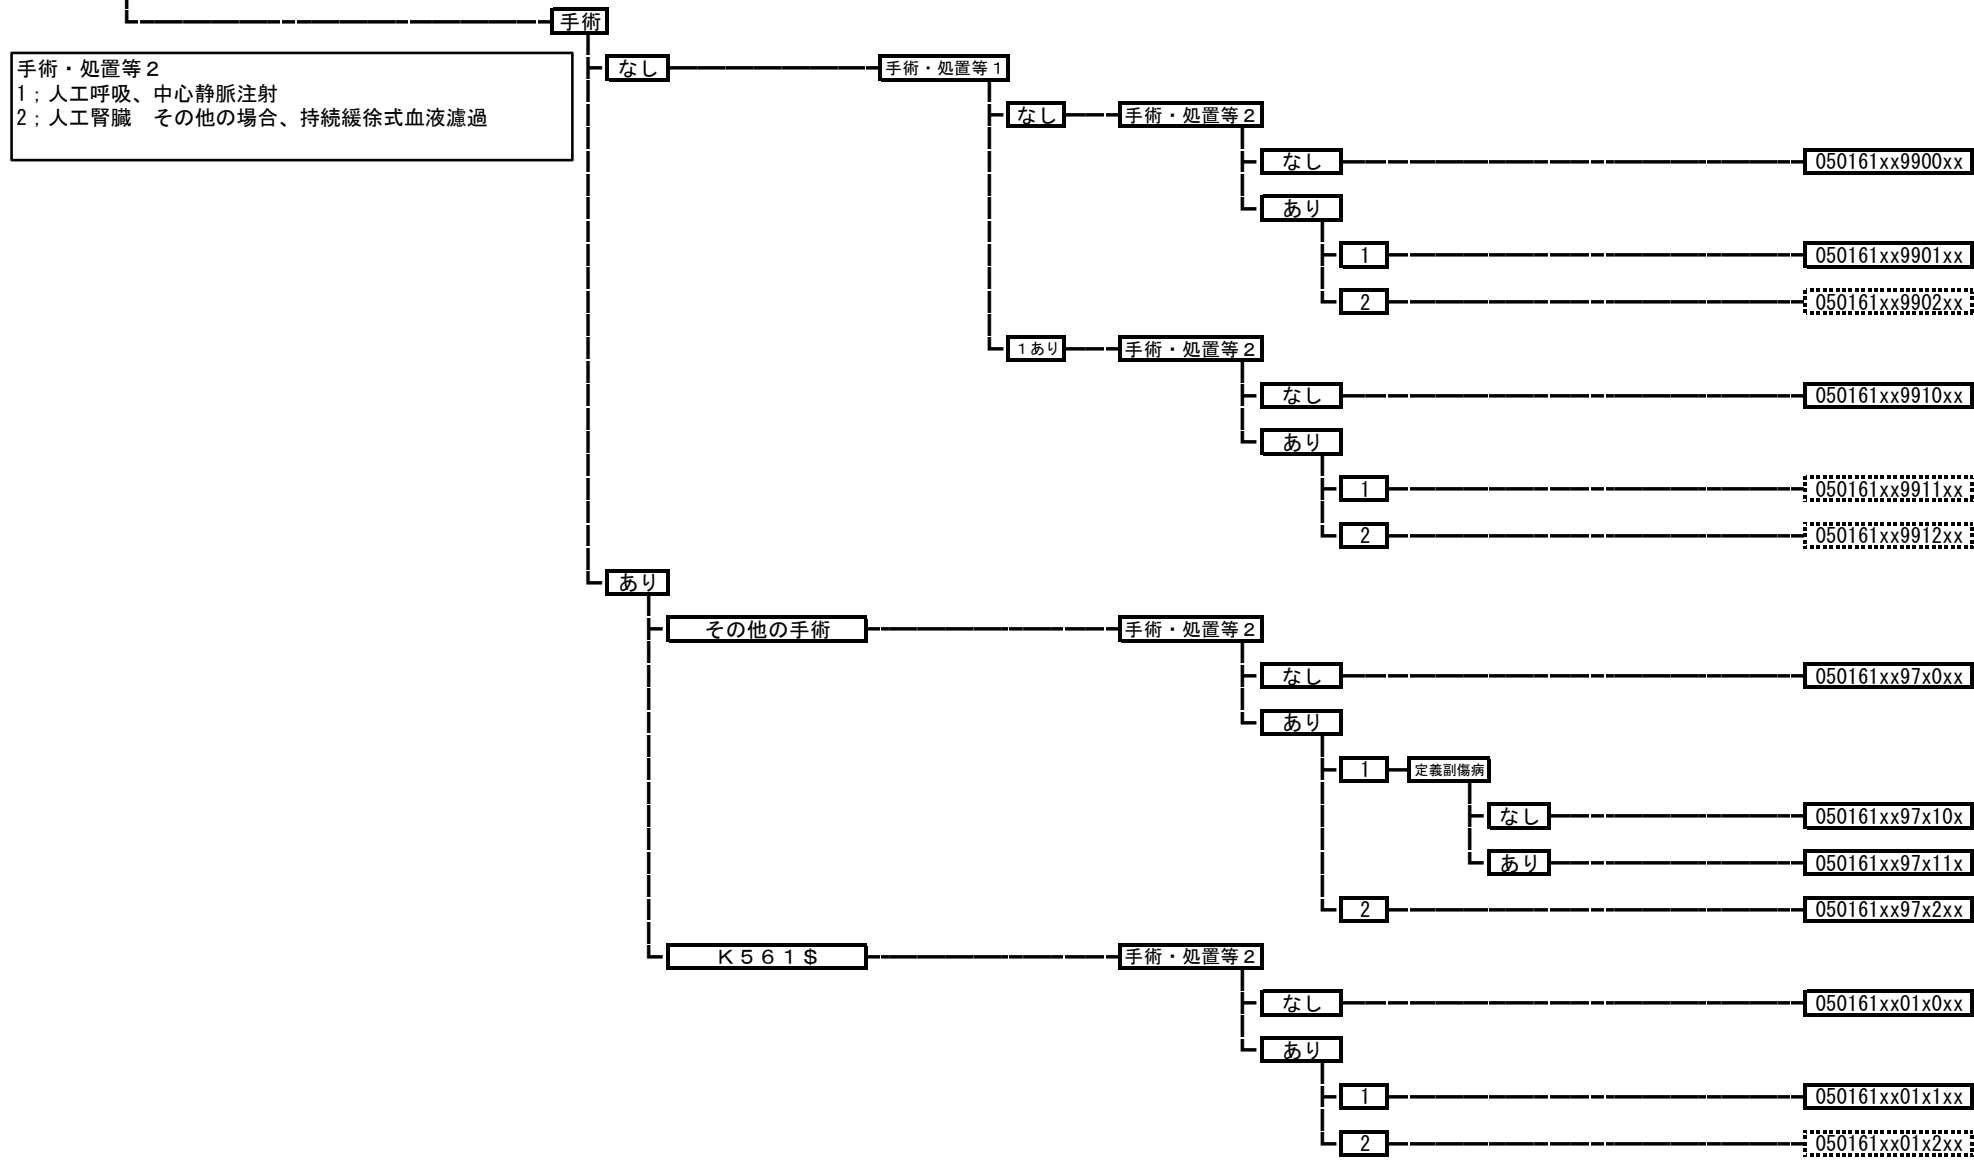 手術
手術・処置等２
1；人工呼吸、中心静脈注射
2；人工腎臓　その他の場合、持続緩徐式血液濾過
なし
手術・処置等１
なし
手術・処置等２
なし
050161xx9900xx
あり
1
050161xx9901xx
2
050161xx9902xx
１あり
手術・処置等２
なし
050161xx9910xx
あり
1
050161xx9911xx
2
050161xx9912xx
あり
その他の手術
手術・処置等２
なし
050161xx97x0xx
あり
1
定義副傷病
なし
050161xx97x10x
あり
050161xx97x11x
2
050161xx97x2xx
Ｋ５６１＄
手術・処置等２
なし
050161xx01x0xx
あり
1
050161xx01x1xx
2
050161xx01x2xx